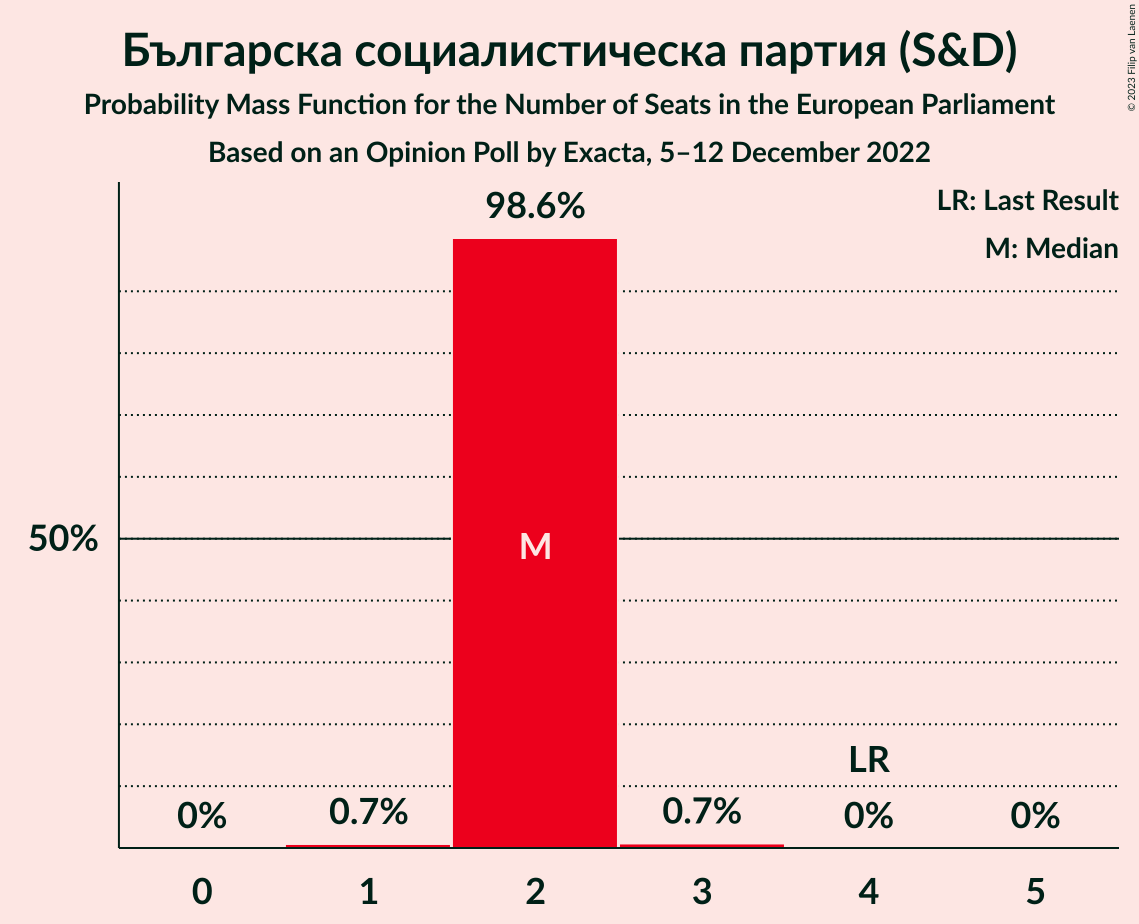 Българска социалистическа партия (S&D)
Probability Mass Function for the Number of Seats in the European Parliament
Based on an Opinion Poll by Exacta, 5–12 December 2022
© 2023 Filip van Laenen
LR: Last Result
M: Median
98.6%
50%
M
LR
0% 0.7% 0.7% 0% 0%
0 1 2 3 4 5